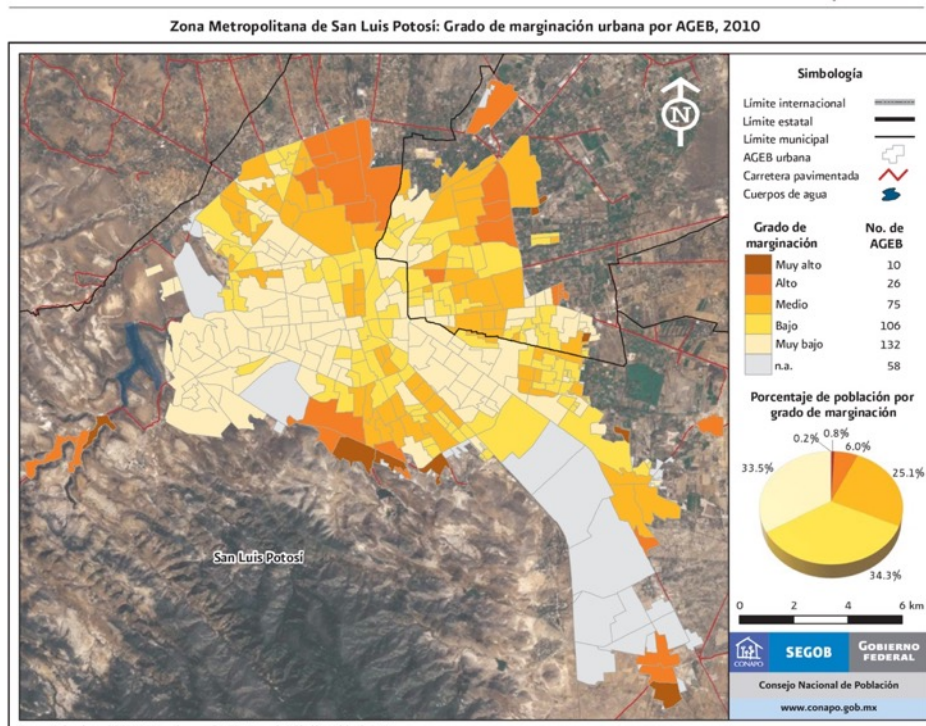 Zona Metropolitana de San Luis Potosí: Grado de marginación urbana por AGEB, 2010
N
Simbología
Límite internacional
Límite estatal
Límite municipal
AGEB urbana
Carretera pavimentada
Cuerpos de agua
Grado de marginación No. de AGEB
Muy alto 10
Alto 26
Medio 75
Bajo 106
Muy bajo 132
n.a. 58
Porcentaje de población por
grado de marginación
0.2% 0.8%
6.0%
33.5% 25.1%
34.3%
San Luis Potosí
0 2 4 6 km
CONAPO SEGOB GOBIERNO FEDERAL
Consejo Nacional de Población
www.conapo.gob.mx